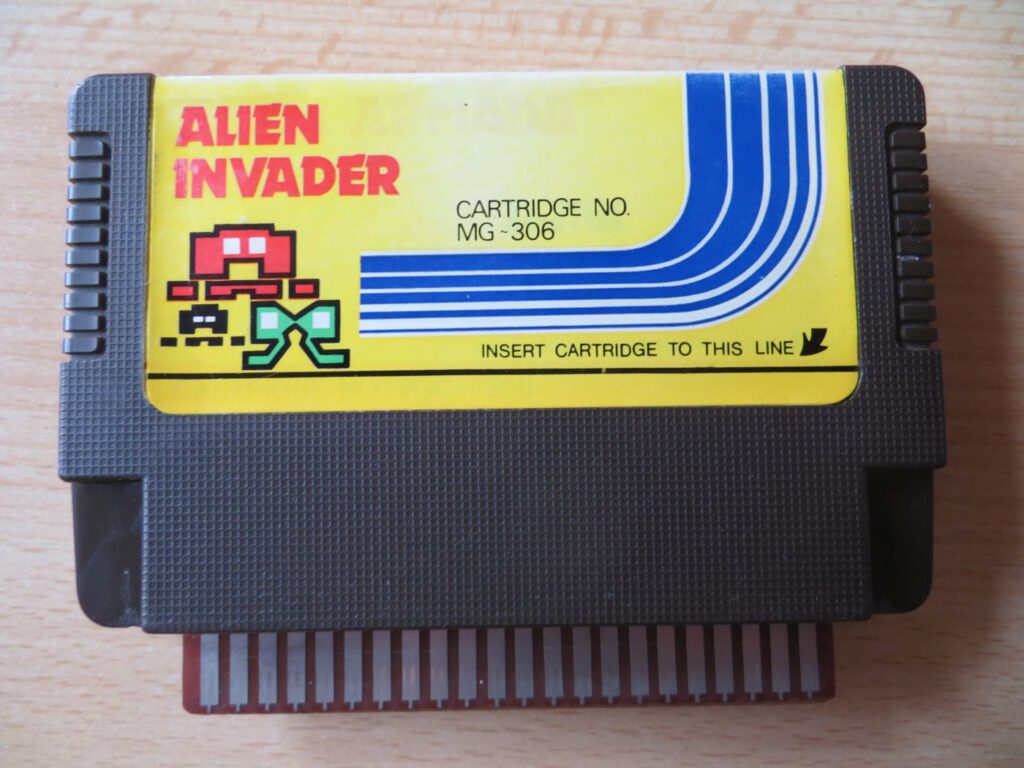 ALIEN
INVADER
CARTRIDGE NO.
MG-306
INSERT CARTRIDGE TO THIS LINE